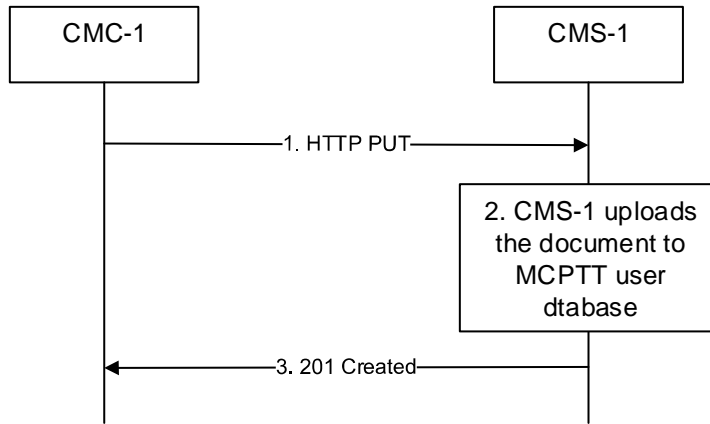 CMC-1
CMS-1
1. HTTP PUT
2. CMS-1 uploads
the document to
MCPTT user
dtabase
3. 201 Created